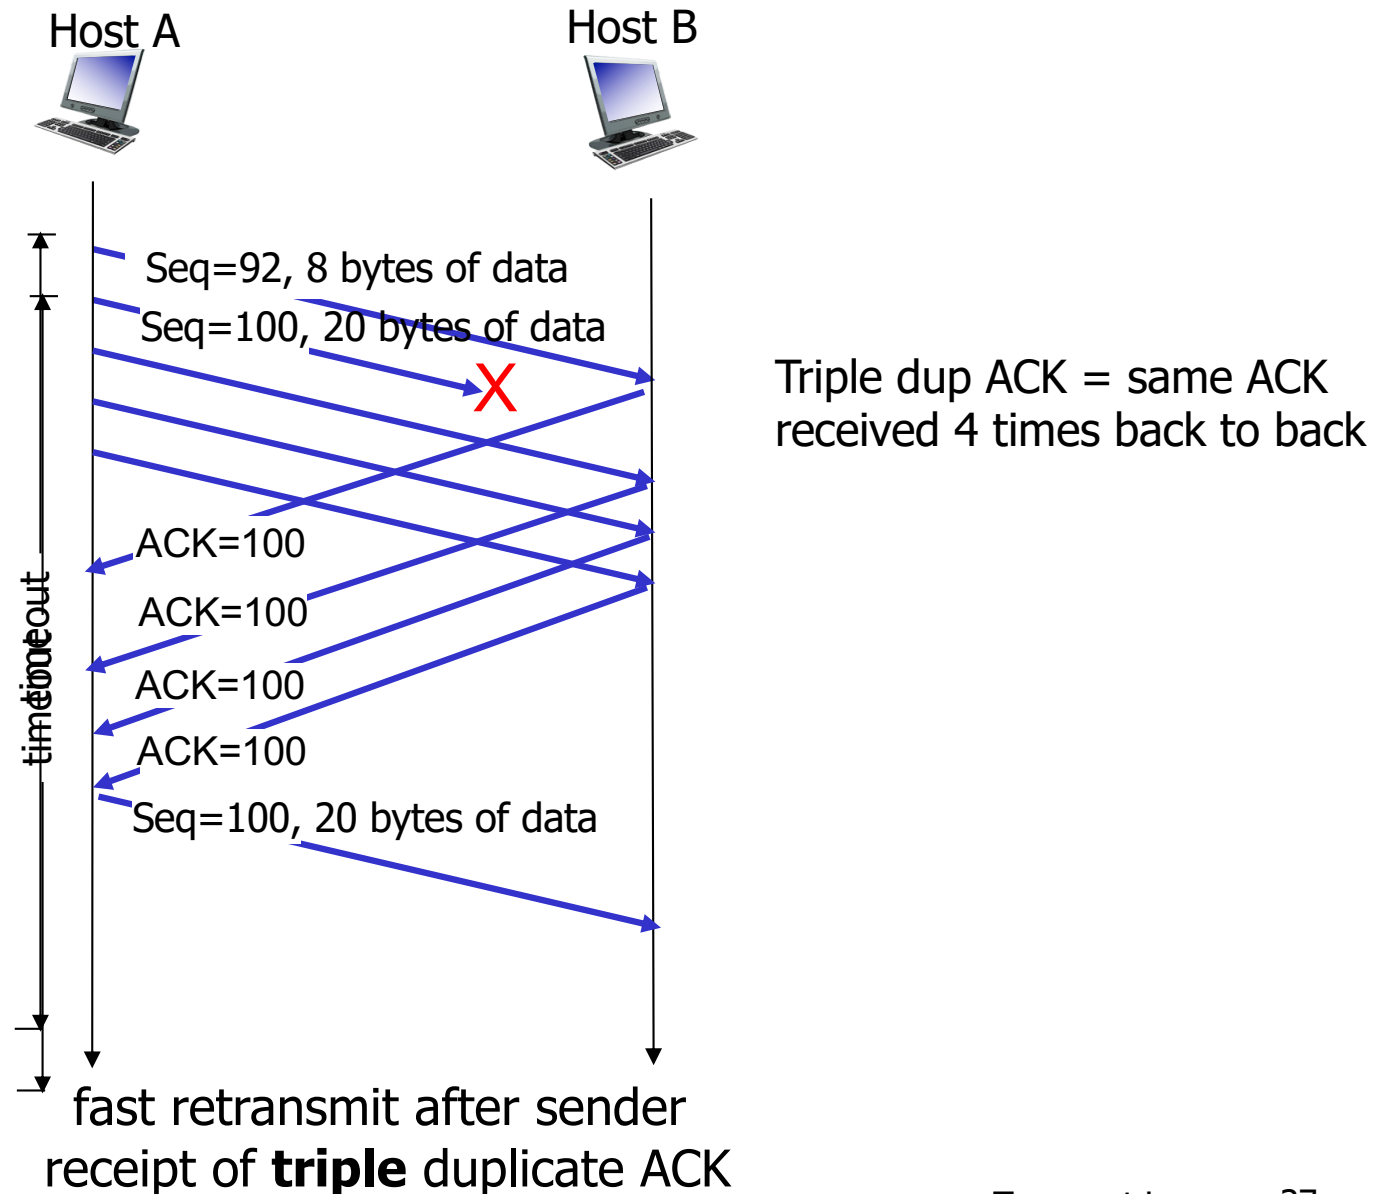 Host A
Host B
Seq=92, 8 bytes of data
Seq=100, 20 bytes of data
X
Triple dup ACK = same ACK
received 4 times back to back
ACK=100
ACK=100
ACK=100
ACK=100
timeout
timeout
Seq=100, 20 bytes of data
fast retransmit after sender
receipt of triple duplicate ACK